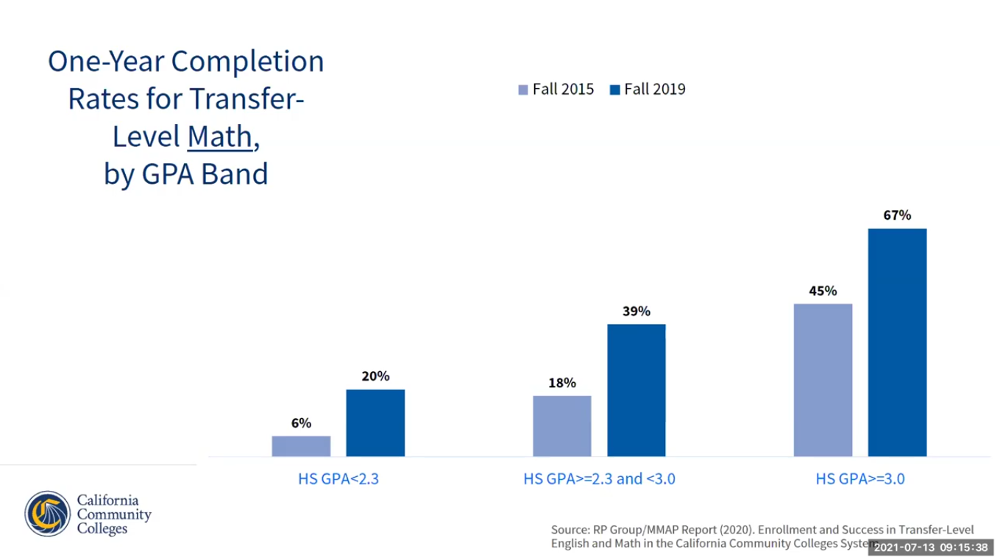 One-Year Completion
Rates for Transfer-
Level Math,
by GPA Band
Fall 2015 Fall 2019
67%
45%
39%
20%
18%
6%
HS GPA<2.3 HS GPA>=2.3 and <3.0 HS GPA>=3.0
California
Community
Colleges
Source: RP Group/MMAP Report (2020). Enrollment and Success in Transfer-Level
English and Math in the California Community Colleges System
2021-07-13 09:15:38